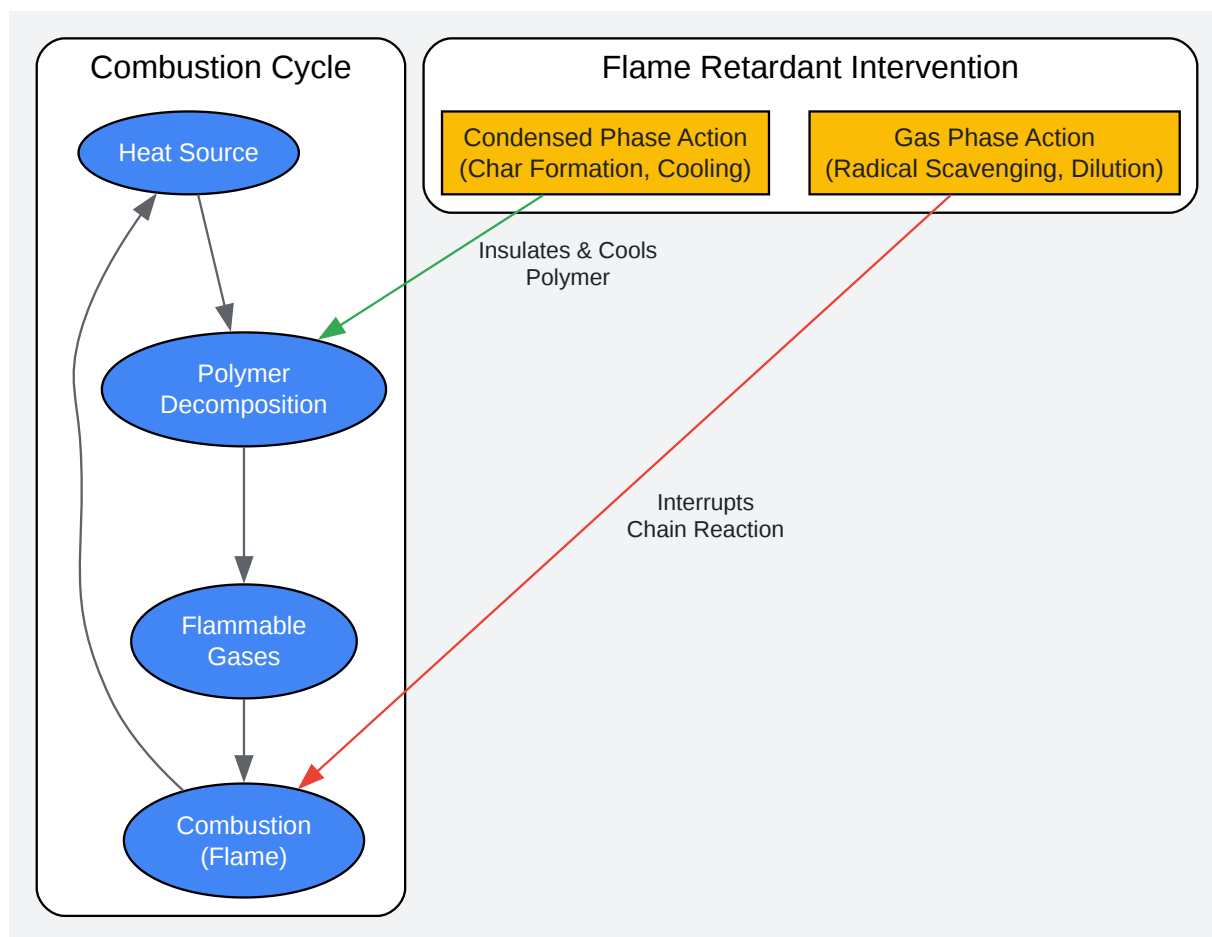 Combustion Cycle
Heat Source
Polymer
Decomposition
Flammable
Gases
Combustion
(Flame)
Flame Retardant Intervention
Condensed Phase Action
(Char Formation, Cooling)
Gas Phase Action
(Radical Scavenging, Dilution)
Insulates & Cools
Polymer
Interrupts
Chain Reaction